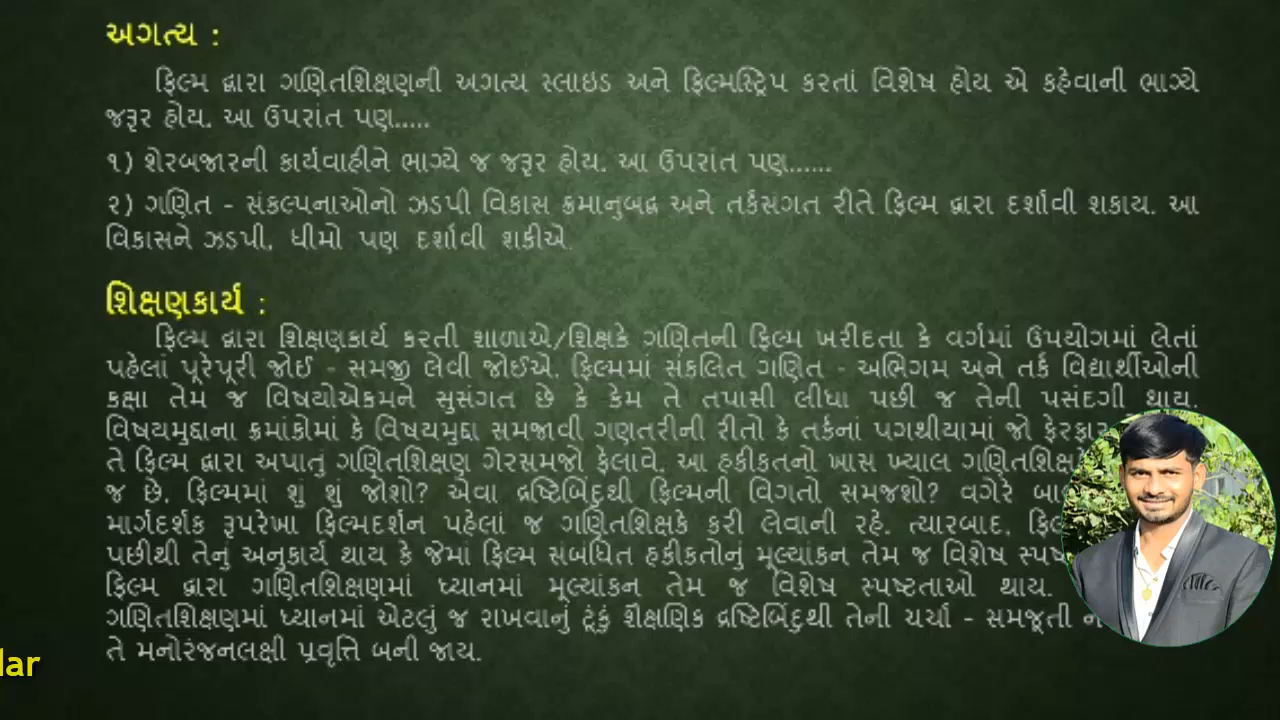 અગત્ય :
ફિલ્મ દ્વારા ગણિતશિક્ષણની અગત્ય સ્લાઇડ અને ફિલ્મસ્ટ્રિપ કરતાં વિશેષ હોય એ કહેવાની ભાગ્યે
જરૂર હોય. આ ઉપરાંત પણ.....
૧) શેરબજારની કાર્યવાહીને ભાગ્યે જ જરૂર હોય. આ ઉપરાંત પણ......
૨) ગણિત - સંકલ્પનાઓનો ઝડપી વિકાસ ક્રમાનુબદ્ધ અને તર્કસંગત રીતે ફિલ્મ દ્વારા દર્શાવી શકાય. આ
વિકાસને ઝડપી, ધીમો પણ દર્શાવી શકીએ.
શિક્ષણકાર્ય :
ફિલ્મ દ્વારા શિક્ષણકાર્ય કરતી શાળાએ/શિક્ષકે ગણિતની ફિલ્મ ખરીદતા કે વર્ગમાં ઉપયોગમાં લેતાં
પહેલાં પૂરેપૂરી જોઈ - સમજી લેવી જોઈએ. ફિલ્મમાં સંકલિત ગણિત - અભિગમ અને તર્ક વિદ્યાર્થીઓની
કક્ષા તેમ જ વિષયોએકમને સુસંગત છે કે કેમ તે તપાસી લીધા પછી જ તેની પસંદગી થાય.
વિષયમુદ્દાના ક્રમાંકોમાં કે વિષયમુદ્દા સમજાવી ગણતરીની રીતો કે તર્કનાં પગથીયામાં જો ફેરફાર
તે ફિલ્મ દ્વારા અપાતું ગણિતશિક્ષણ ગેરસમજો ફેલાવે. આ હકીકતનો ખાસ ખ્યાલ
જ છે. ફિલ્મમાં શું શું જોશો? એવા દ્રષ્ટિબિંદુથી ફિલ્મની વિગતો સમજશો? વગેરે
માર્ગદર્શક રૂપરેખા ફિલ્મદર્શન પહેલાં જ ગણિતશિક્ષકે કરી લેવાની રહે. ત્યારબાદ,
પછીથી તેનું અનુકાર્ય થાય કે જેમાં ફિલ્મ સંબંધિત હકીકતોનું મૂલ્યાંકન તેમ જ વિશેષ
ફિલ્મ દ્વારા ગણિતશિક્ષણમાં ધ્યાનમાં મૂલ્યાંકન તેમ જ વિશેષ સ્પષ્ટતાઓ થાય.
ગણિતશિક્ષણમાં ધ્યાનમાં એટલું જ રાખવાનું ટૂંકું શૈક્ષણિક દ્રષ્ટિબિંદુથી તેની ચર્ચા - સમજૂતી
તે મનોરંજનલક્ષી પ્રવૃત્તિ બની જાય.